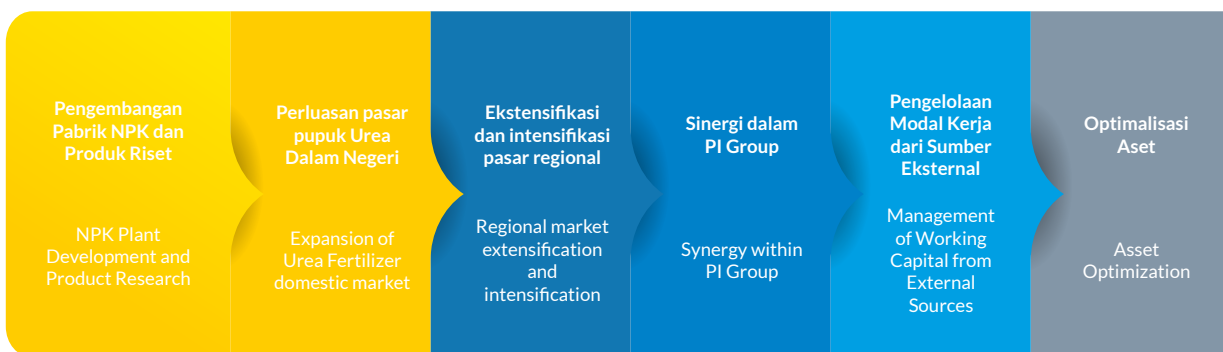 Pengembangan
Pabrik NPK dan
Produk Riset
NPK Plant
Development and
Product Research
Perluasan pasar
pupuk Urea
Dalam Negeri
Expansion of
Urea Fertilizer
domestic market
Ekstensifikasi
dan intensifikasi
pasar regional
Regional market
extensification
and
intensification
Sinergi dalam
PI Group
Synergy within
PI Group
Pengelolaan
Modal Kerja
dari Sumber
Eksternal
Management
of Working
Capital from
External
Sources
Optimalisasi
Aset
Asset
Optimization